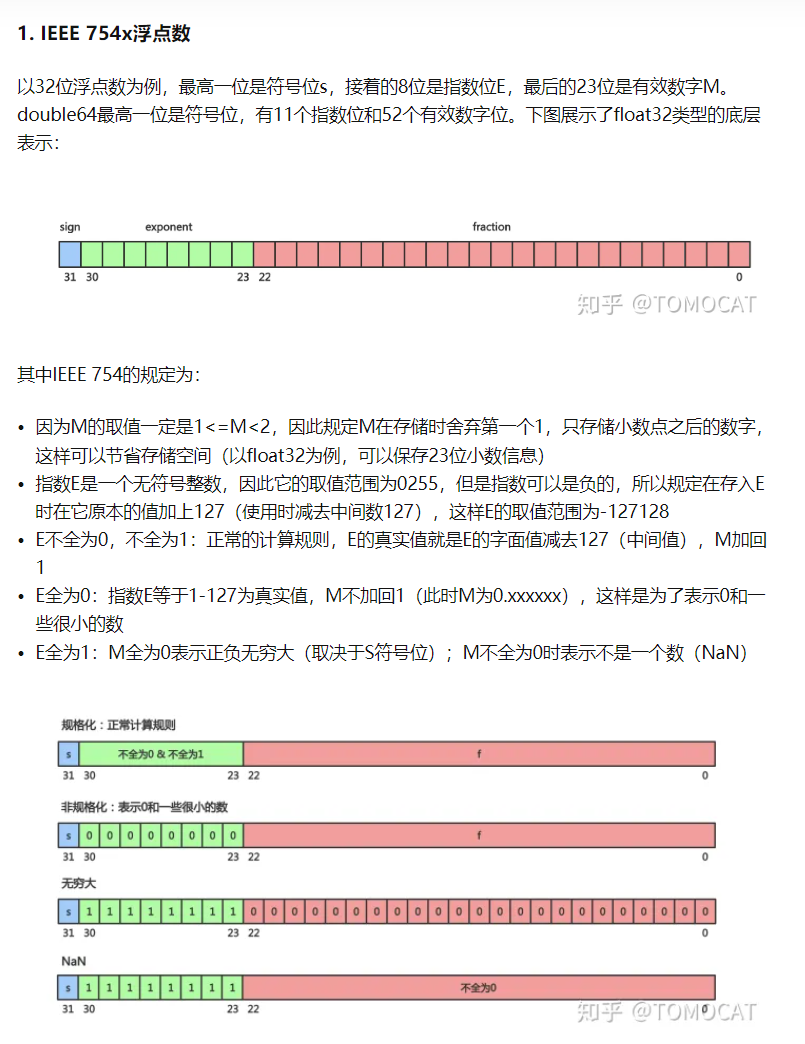 1. IEEE 754x浮点数
以32位浮点数为例，最高一位是符号位s，接着的8位是指数位E，最后的23位是有效数字M。
double64最高一位是符号位，有11个指数位和52个有效数字位。下图展示了float32类型的底层
表示：
sign exponent fraction
31 30 23 22 0
知乎 @TOMOCAT
其中IEEE 754的规定为：
• 因为M的取值一定是1<=M<2，因此规定M在存储时舍弃第一个1，只存储小数点之后的数字，
这样可以节省存储空间（以float32为例，可以保存23位小数信息）
• 指数E是一个无符号整数，因此它的取值范围为0255，但是指数可以是负的，所以规定在存入E
时在它原本的值加上127（使用时减去中间数127），这样E的取值范围为-127128
• E不全为0，不全为1：正常的计算规则，E的真实值就是E的字面值减去127（中间值），M加回
1
• E全为0：指数E等于1-127为真实值，M不加回1（此时M为0.xxxxxx），这样是为了表示0和一
些很小的数
• E全为1：M全为0表示正负无穷大（取决于S符号位）；M不全为0时表示不是一个数（NaN）
规格化：正常计算规则
s 不全为0 & 不全为1 f
31 30 23 22 0
非规格化：表示0和一些很小的数
s 0 0 0 0 0 0 0 0 f
31 30 23 22 0
无穷大
s 1 1 1 1 1 1 1 1 0 0 0 0 0 0 0 0 0 0 0 0 0 0 0 0 0 0 0 0 0 0 0
31 30 23 22 0
NaN
s 1 1 1 1 1 1 1 1 不全为0
31 30 23 22 0
知乎 @TOMOCAT